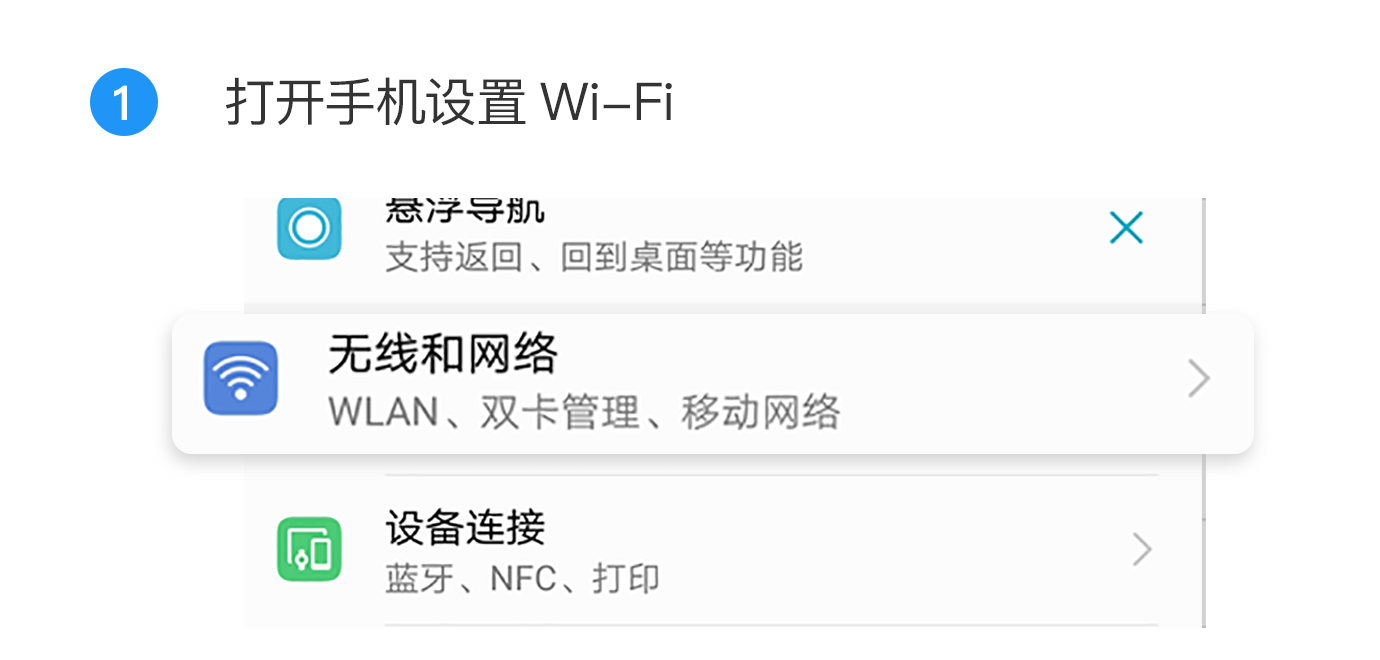 1 打开手机设置 Wi–Fi
悬浮导航
支持返回、回到桌面等功能
无线和网络
WLAN、双卡管理、移动网络
设备连接
蓝牙、NFC、打印